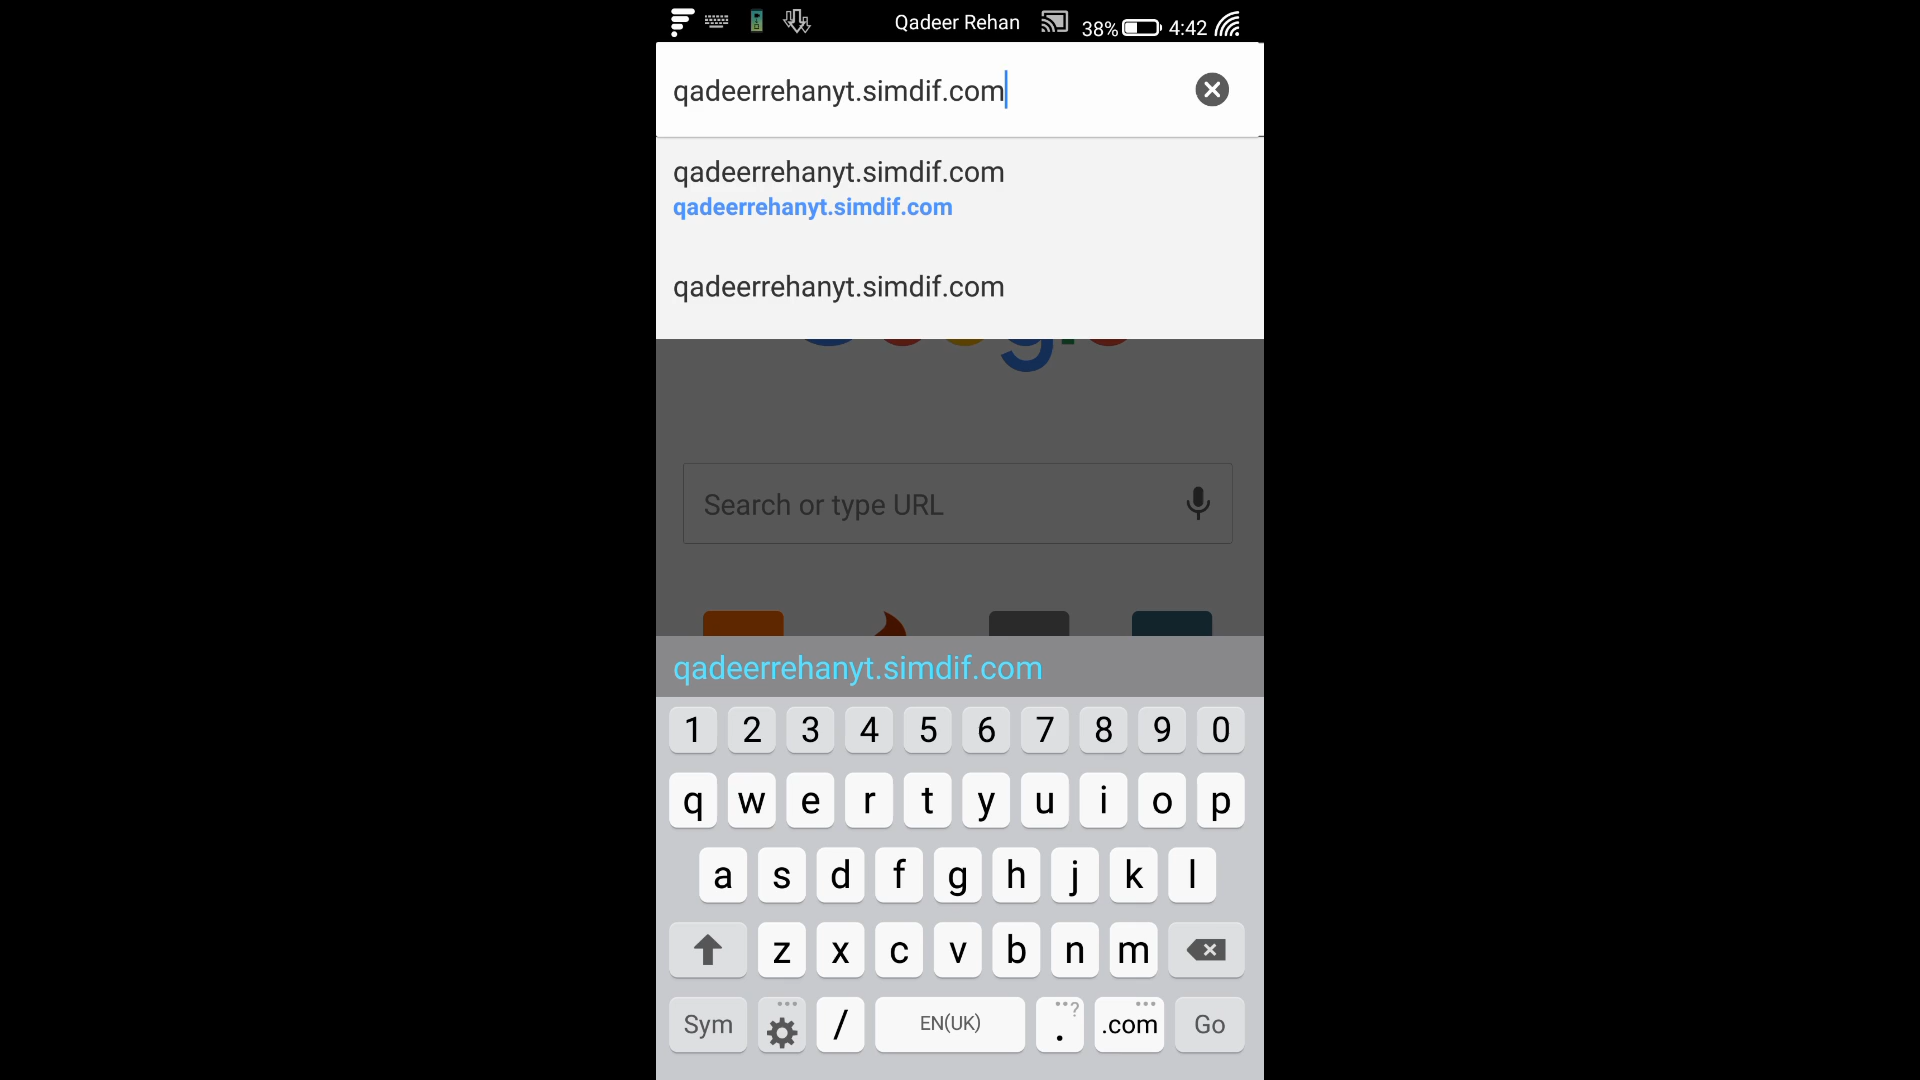 Qadeer Rehan 38% 4:42
qadeerrehanyt.simdif.com
qadeerrehanyt.simdif.com
qadeerrehanyt.simdif.com
qadeerrehanyt.simdif.com
Search or type URL
qadeerrehanyt.simdif.com
1 2 3 4 5 6 7 8 9 0
q w e r t y u i o p
a s d f g h j k l
z x c v b n m
Sym / EN(UK) . ? .com Go